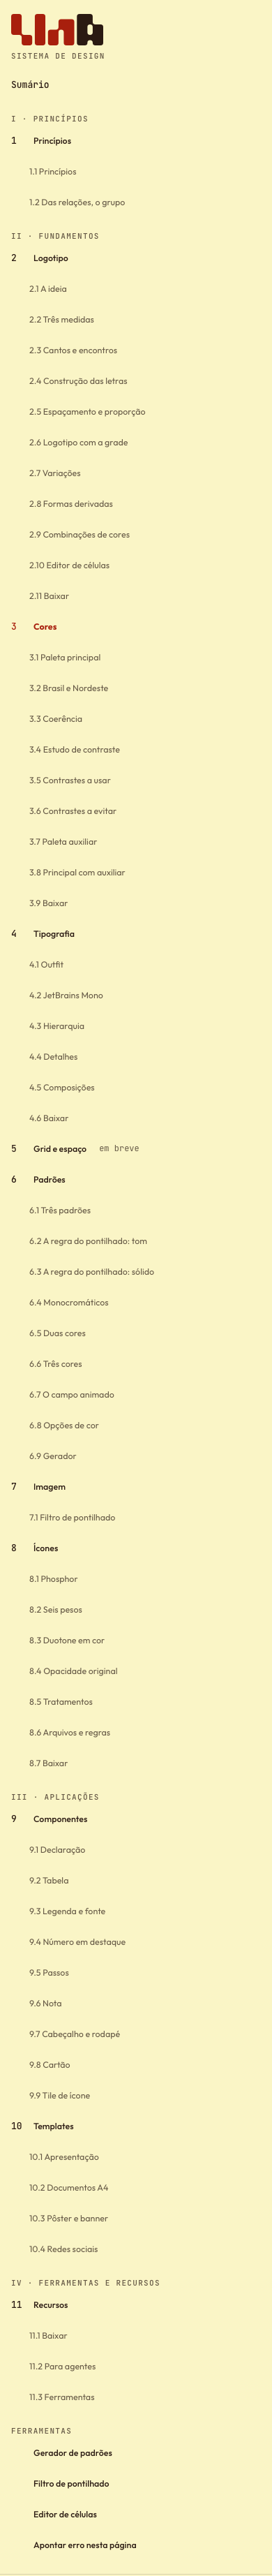 SISTEMA DE DESIGN
Sumário
I · PRINCÍPIOS
1 Princípios
1.1 Princípios
1.2 Das relações, o grupo
II · FUNDAMENTOS
2 Logotipo
2.1 A ideia
2.2 Três medidas
2.3 Cantos e encontros
2.4 Construção das letras
2.5 Espaçamento e proporção
2.6 Logotipo com a grade
2.7 Variações
2.8 Formas derivadas
2.9 Combinações de cores
2.10 Editor de células
2.11 Baixar
3 Cores
3.1 Paleta principal
3.2 Brasil e Nordeste
3.3 Coerência
3.4 Estudo de contraste
3.5 Contrastes a usar
3.6 Contrastes a evitar
3.7 Paleta auxiliar
3.8 Principal com auxiliar
3.9 Baixar
4 Tipografia
4.1 Outfit
4.2 JetBrains Mono
4.3 Hierarquia
4.4 Detalhes
4.5 Composições
4.6 Baixar
5 Grid e espaço em breve
6 Padrões
6.1 Três padrões
6.2 A regra do pontilhado: tom
6.3 A regra do pontilhado: sólido
6.4 Monocromáticos
6.5 Duas cores
6.6 Três cores
6.7 O campo animado
6.8 Opções de cor
6.9 Gerador
7 Imagem
7.1 Filtro de pontilhado
8 Ícones
8.1 Phosphor
8.2 Seis pesos
8.3 Duotone em cor
8.4 Opacidade original
8.5 Tratamentos
8.6 Arquivos e regras
8.7 Baixar
III · APLICAÇÕES
9 Componentes
9.1 Declaração
9.2 Tabela
9.3 Legenda e fonte
9.4 Número em destaque
9.5 Passos
9.6 Nota
9.7 Cabeçalho e rodapé
9.8 Cartão
9.9 Tile de ícone
10 Templates
10.1 Apresentação
10.2 Documentos A4
10.3 Pôster e banner
10.4 Redes sociais
IV · FERRAMENTAS E RECURSOS
11 Recursos
11.1 Baixar
11.2 Para agentes
11.3 Ferramentas
FERRAMENTAS
Gerador de padrões
Filtro de pontilhado
Editor de células
Apontar erro nesta página